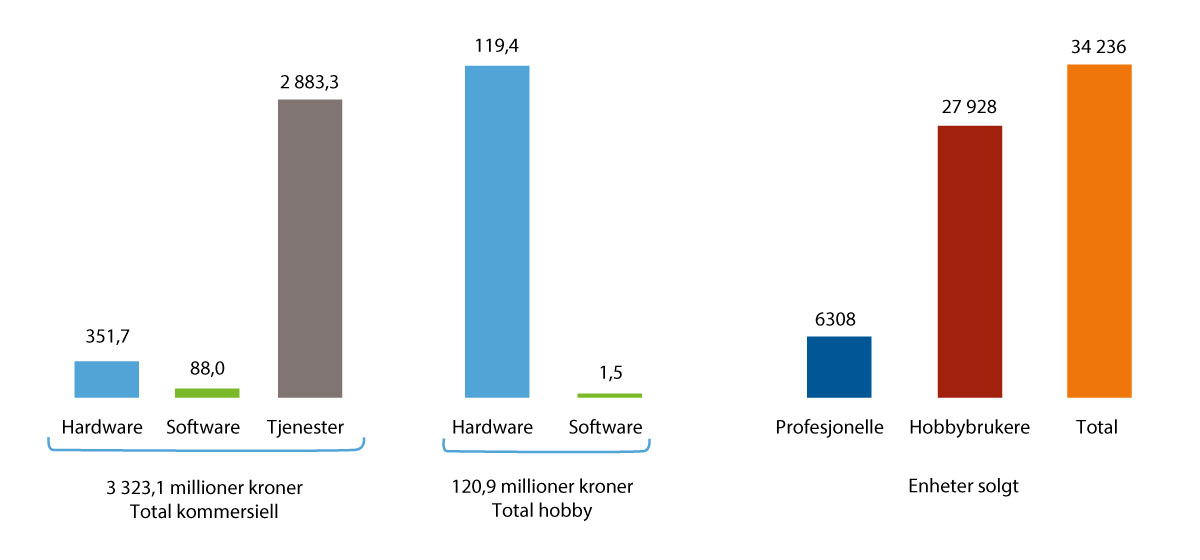 351,7
88,0
2 883,3
Hardware
Software
Tjenester
3 323,1 millioner kroner
Total kommersiell
119,4
1,5
Hardware
Software
120,9 millioner kroner
Total hobby
6308
27 928
34 236
Profesjonelle
Hobbybrukere
Total
Enheter solgt